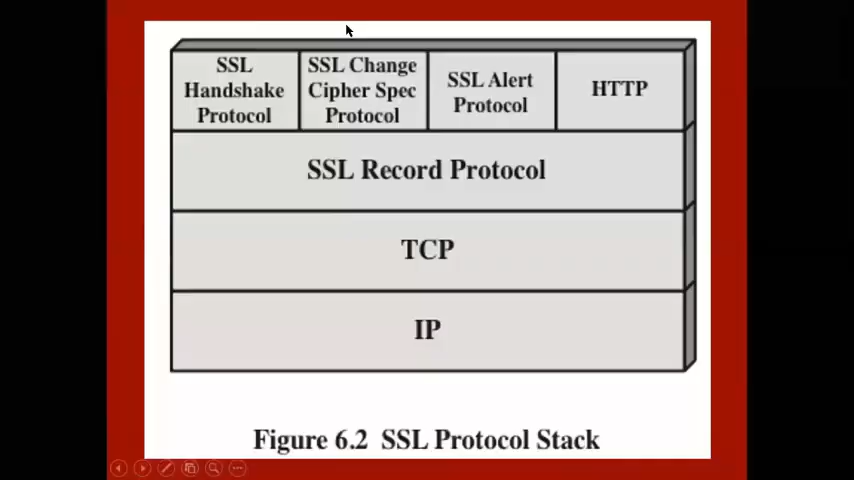 SSL
Handshake
Protocol
SSL Change
Cipher Spec
Protocol
SSL Alert
Protocol
HTTP
SSL Record Protocol
TCP
IP
Figure 6.2 SSL Protocol Stack